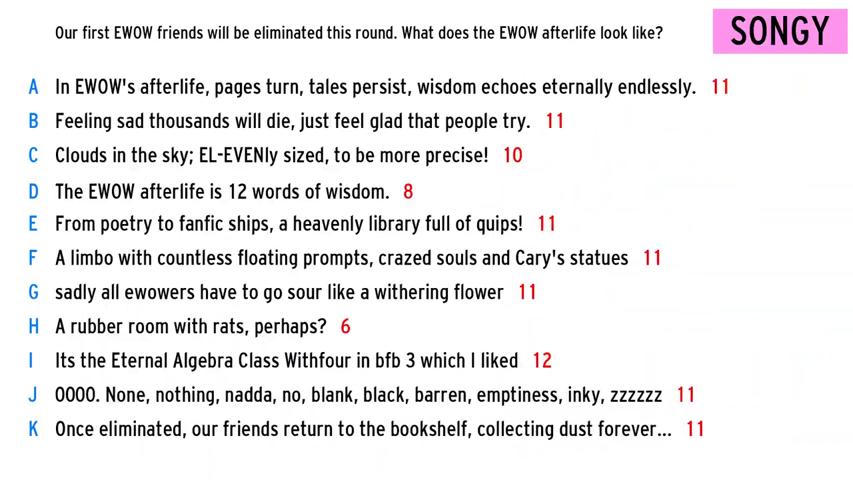 Our first EWOW friends will be eliminated this round. What does the EWOW afterlife look like?
SONGY
A In EWOW's afterlife, pages turn, tales persist, wisdom echoes eternally endlessly. 11
B Feeling sad thousands will die, just feel glad that people try. 11
C Clouds in the sky; EL-EVENly sized, to be more precise! 10
D The EWOW afterlife is 12 words of wisdom. 8
E From poetry to fanfic ships, a heavenly library full of quips! 11
F A limbo with countless floating prompts, crazed souls and Cary's statues 11
G sadly all ewowers have to go sour like a withering flower 11
H A rubber room with rats, perhaps? 6
I Its the Eternal Algebra Class Withfour in bfb 3 which I liked 12
J OOOO. None, nothing, nadda, no, blank, black, barren, emptiness, inky, zzzzzz 11
K Once eliminated, our friends return to the bookshelf, collecting dust forever... 11